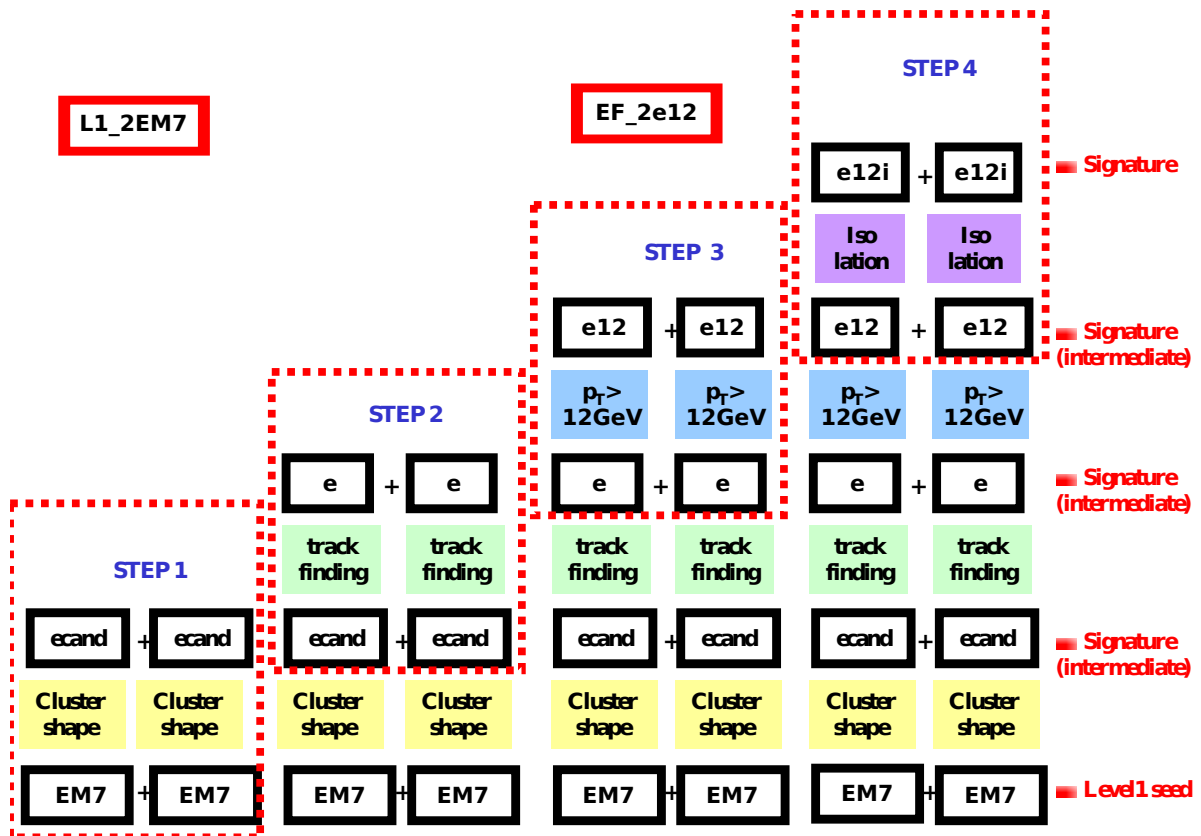 STEP 4
L1_2EM7
EF_2e12
e12i + e12i
Signature
Iso
lation
Iso
lation
STEP 3
e12 + e12
e12 + e12
Signature
(intermediate)
pT>
12GeV
pT>
12GeV
pT>
12GeV
pT>
12GeV
STEP 2
e + e
e + e
e + e
Signature
(intermediate)
track
finding
track
finding
track
finding
track
finding
track
finding
track
finding
STEP 1
ecand + ecand
ecand + ecand
ecand + ecand
ecand + ecand
Signature
(intermediate)
Cluster
shape
Cluster
shape
Cluster
shape
Cluster
shape
Cluster
shape
Cluster
shape
Cluster
shape
Cluster
shape
EM7 + EM7
EM7 + EM7
EM7 + EM7
EM7 + EM7
Level1 seed